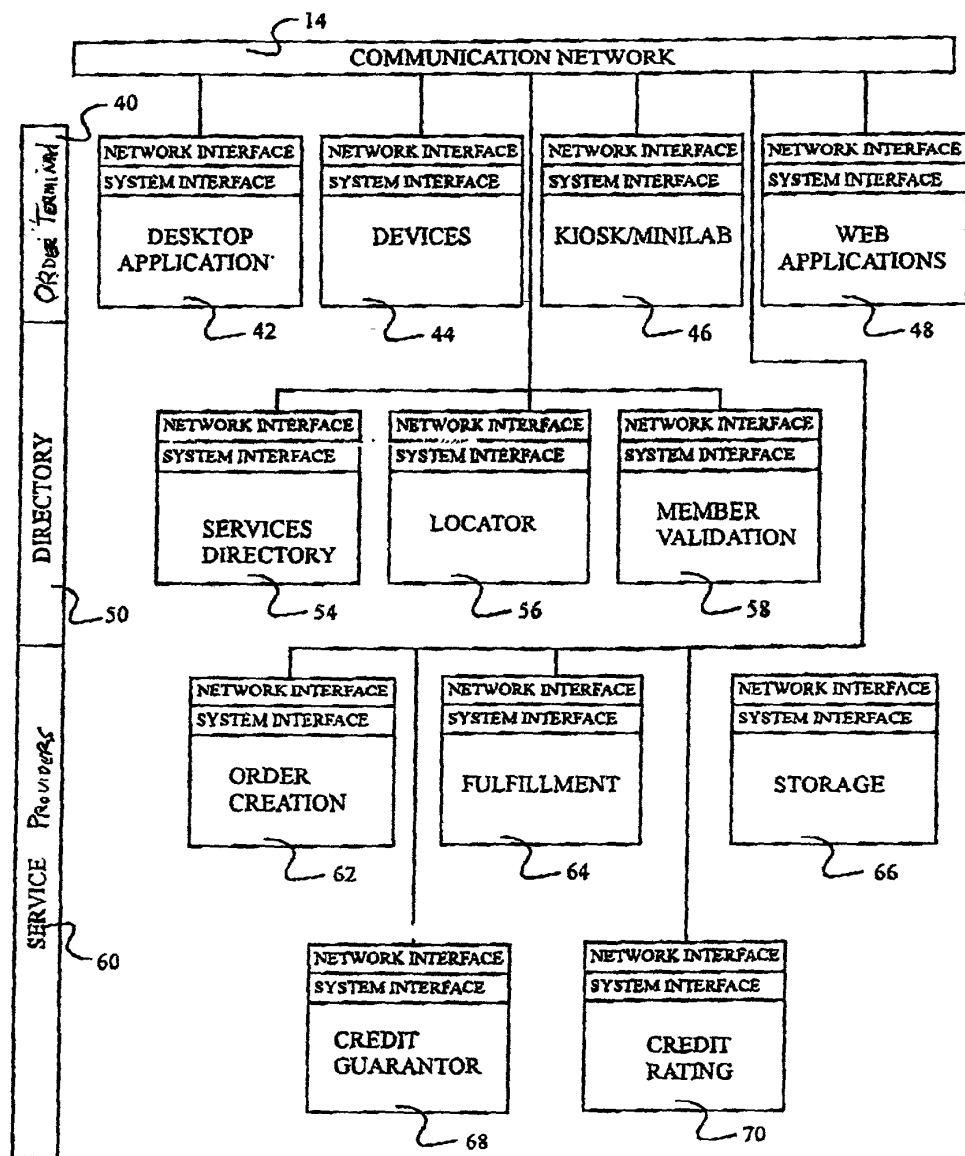 14
COMMUNICATION NETWORK
40
ORDER TERMINAL
NETWORK INTERFACE
SYSTEM INTERFACE
DESKTOP
APPLICATION
42
NETWORK INTERFACE
SYSTEM INTERFACE
DEVICES
44
NETWORK INTERFACE
SYSTEM INTERFACE
KIOSK/MINILAB
46
NETWORK INTERFACE
SYSTEM INTERFACE
WEB
APPLICATIONS
48
DIRECTORY
50
NETWORK INTERFACE
SYSTEM INTERFACE
SERVICES
DIRECTORY
54
NETWORK INTERFACE
SYSTEM INTERFACE
LOCATOR
56
NETWORK INTERFACE
SYSTEM INTERFACE
MEMBER
VALIDATION
58
SERVICE PROVIDERS
60
NETWORK INTERFACE
SYSTEM INTERFACE
ORDER
CREATION
62
NETWORK INTERFACE
SYSTEM INTERFACE
FULFILLMENT
64
NETWORK INTERFACE
SYSTEM INTERFACE
STORAGE
66
NETWORK INTERFACE
SYSTEM INTERFACE
CREDIT
GUARANTOR
68
NETWORK INTERFACE
SYSTEM INTERFACE
CREDIT
RATING
70